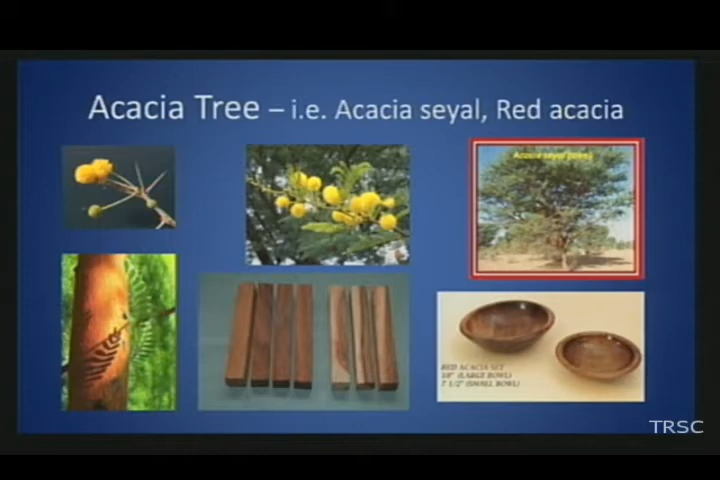 Acacia Tree – i.e. Acacia seyal, Red acacia
Acacia seyal
RED ACACIA SET
10" (LARGE BOWL)
7 1/2" (SMALL BOWL)
TRSC